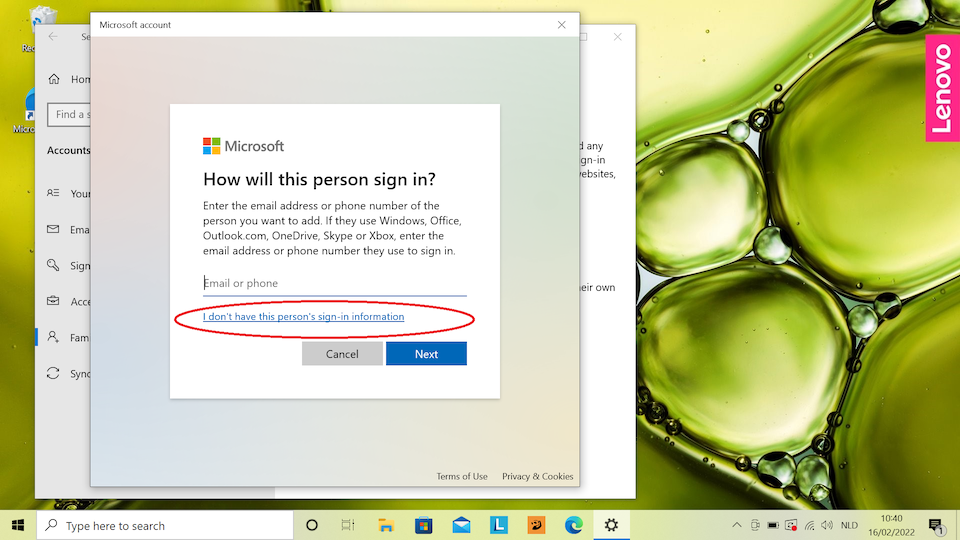 Microsoft account
Microsoft
How will this person sign in?
Enter the email address or phone number of the
person you want to add. If they use Windows, Office,
Outlook.com, OneDrive, Skype or Xbox, enter the
email address or phone number they use to sign in.
Email or phone
I don't have this person's sign-in information
Cancel
Next
Terms of Use
Privacy & Cookies
Se
Hom
Find a s
Accounts
Your
Ema
Sign
Acce
Fam
Sync
d any
gn-in
websites,
eir own
Rec
Micro
Lenovo
Type here to search
NLD
10:40
16/02/2022
1